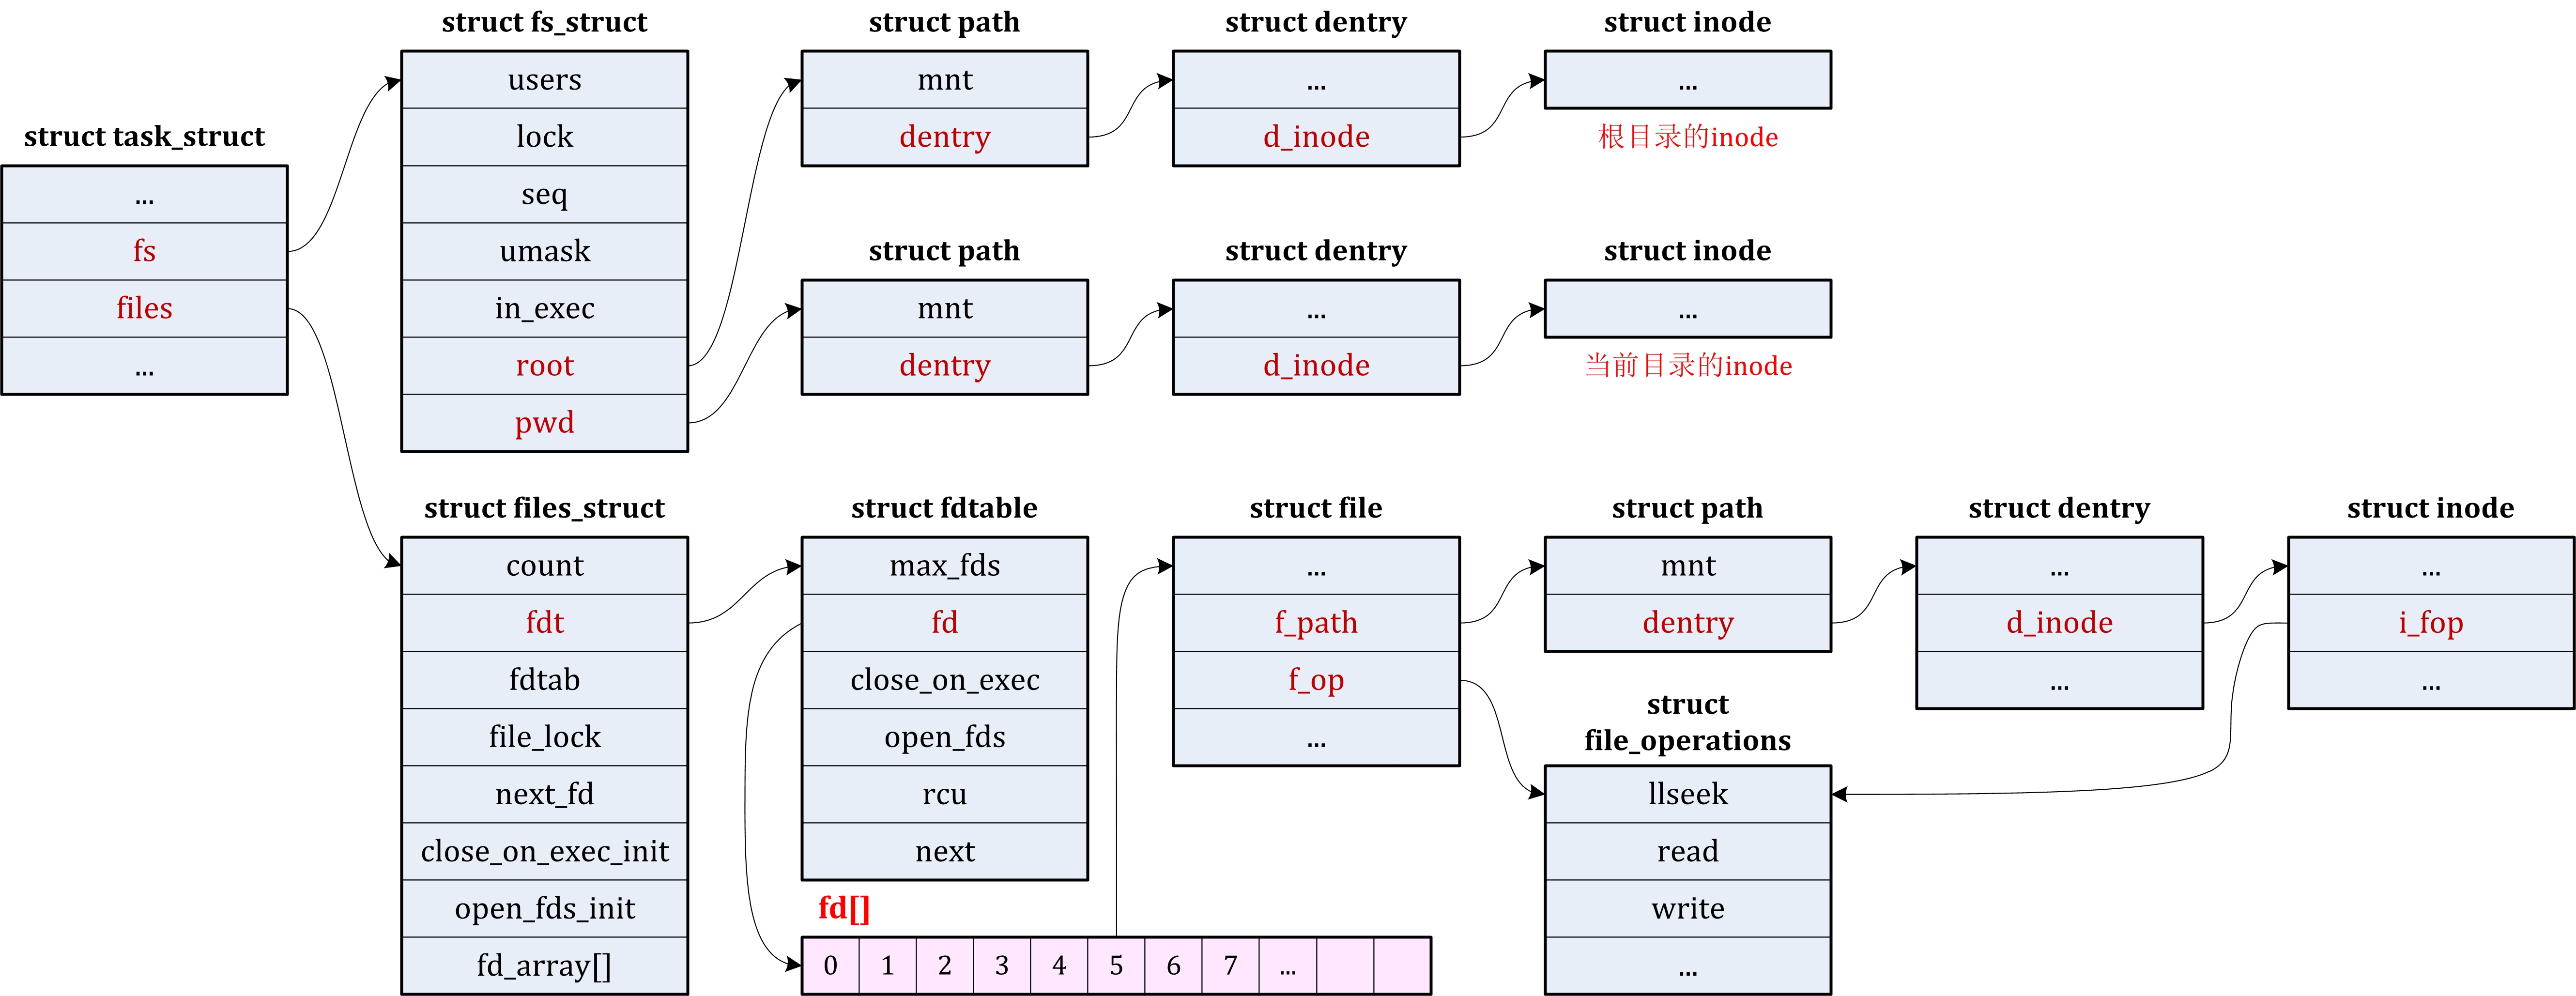 struct task_struct
...
fs
files
...
struct fs_struct
users
lock
seq
umask
in_exec
root
pwd
struct path
mnt
dentry
struct dentry
...
d_inode
struct inode
...
根目录的inode
struct path
mnt
dentry
struct dentry
...
d_inode
struct inode
...
当前目录的inode
struct files_struct
count
fdt
fdtab
file_lock
next_fd
close_on_exec_init
open_fds_init
fd_array[]
struct fdtable
max_fds
fd
close_on_exec
open_fds
rcu
next
fd[]
0 1 2 3 4 5 6 7 ...
struct file
...
f_path
f_op
...
struct path
mnt
dentry
struct
file_operations
llseek
read
write
...
struct dentry
...
d_inode
...
struct inode
...
i_fop
...